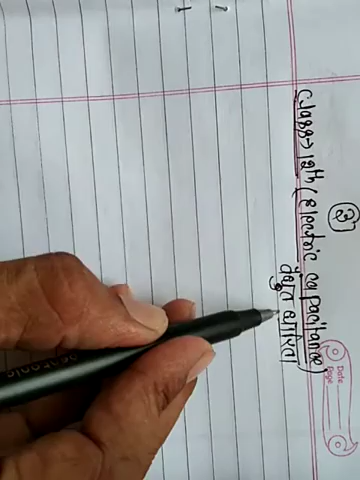 ③
Class → 12th (Electric capacitance)
वैद्युत धारिता
Date
Page